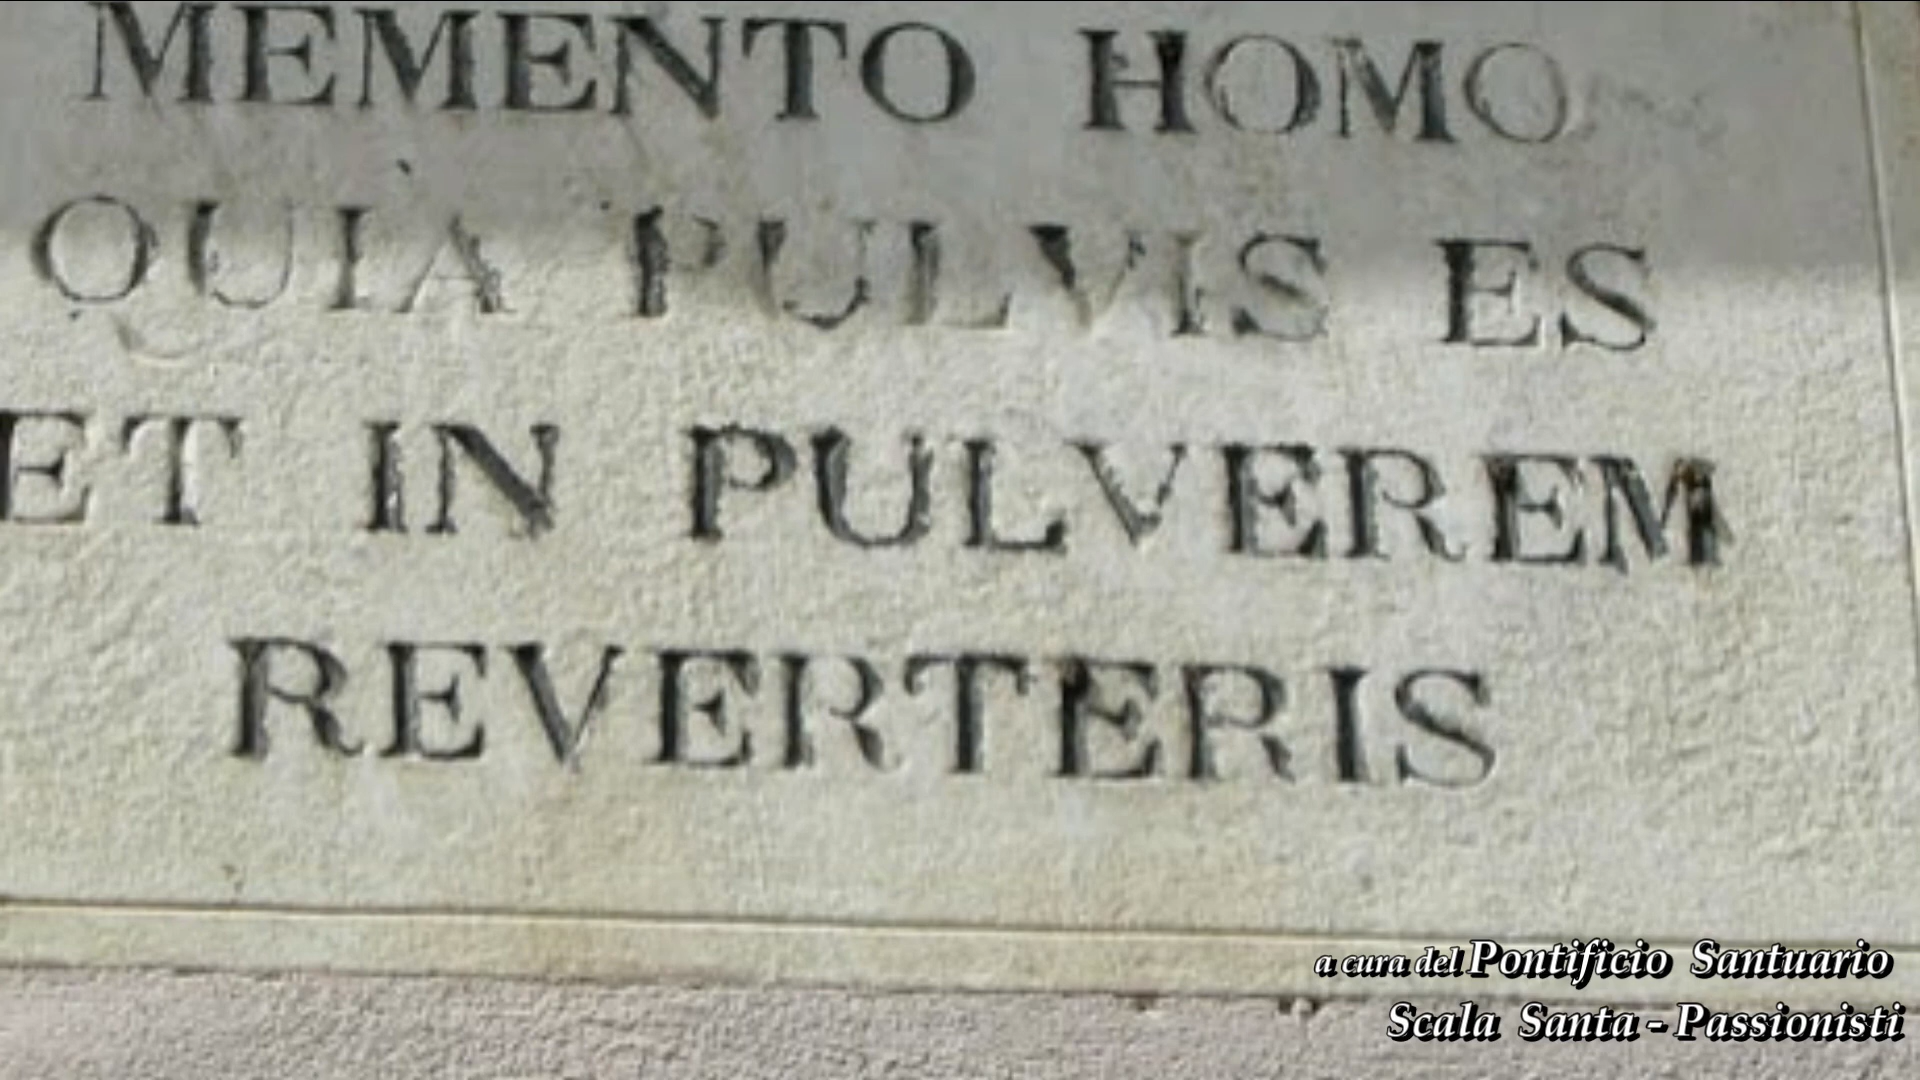 MEMENTO HOMO
QUIA PULVIS ES
ET IN PULVEREM
REVERTERIS
a cura del Pontificio Santuario
Scala Santa - Passionisti